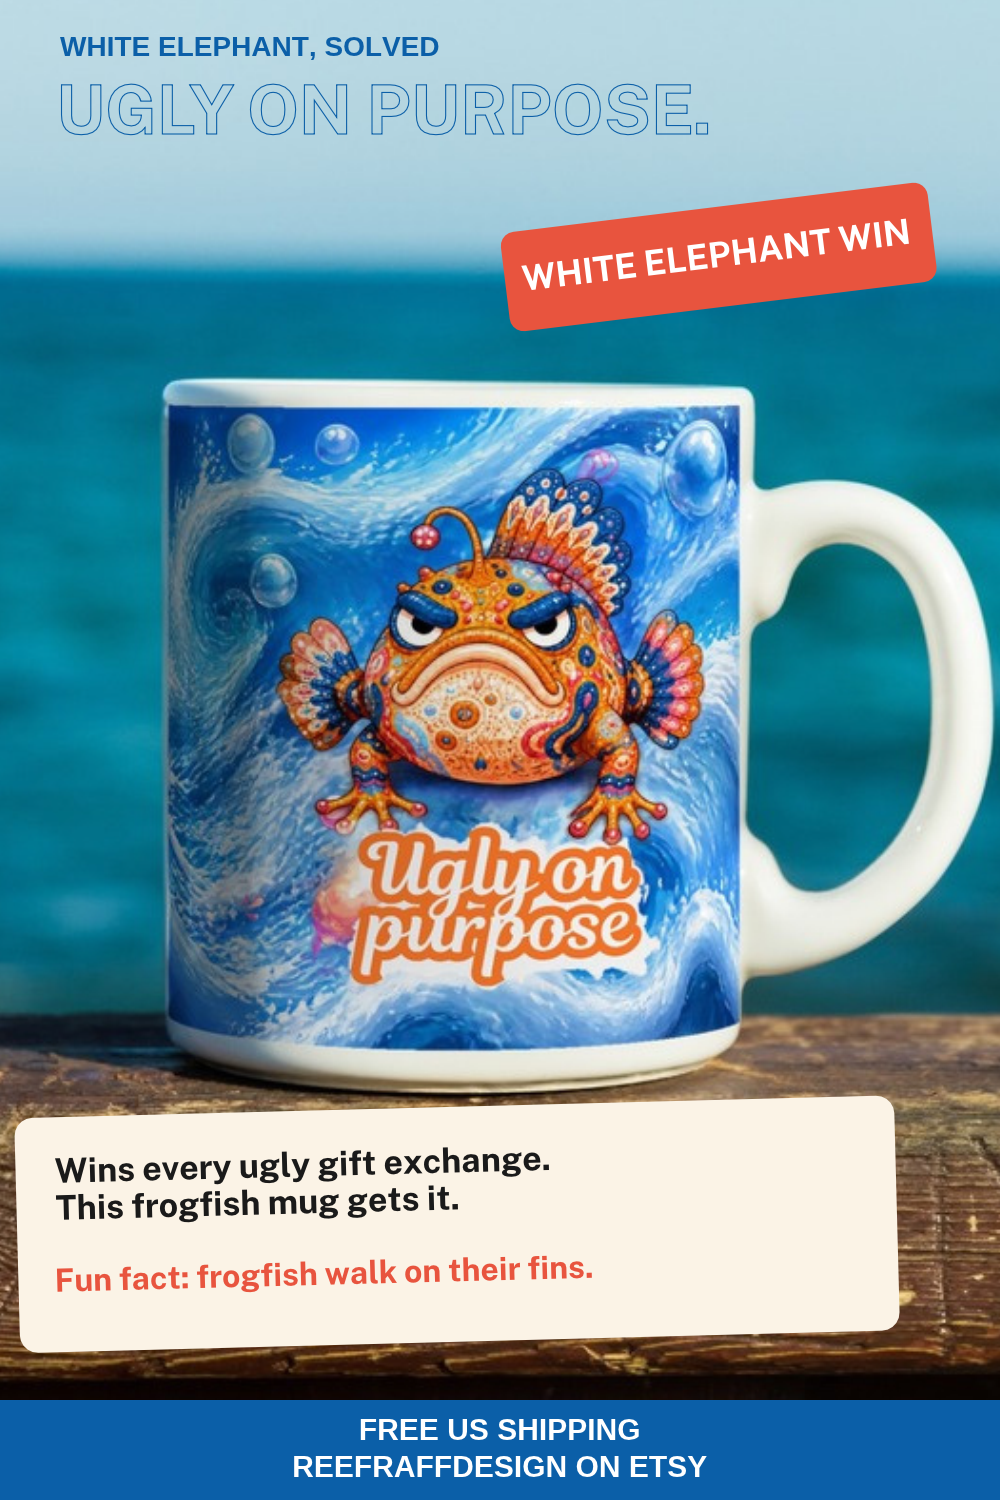 WHITE ELEPHANT, SOLVED
UGLY ON PURPOSE.
WHITE ELEPHANT WIN
Ugly on
purpose
Wins every ugly gift exchange.
This frogfish mug gets it.
Fun fact: frogfish walk on their fins.
FREE US SHIPPING
REEFRAFFDESIGN ON ETSY